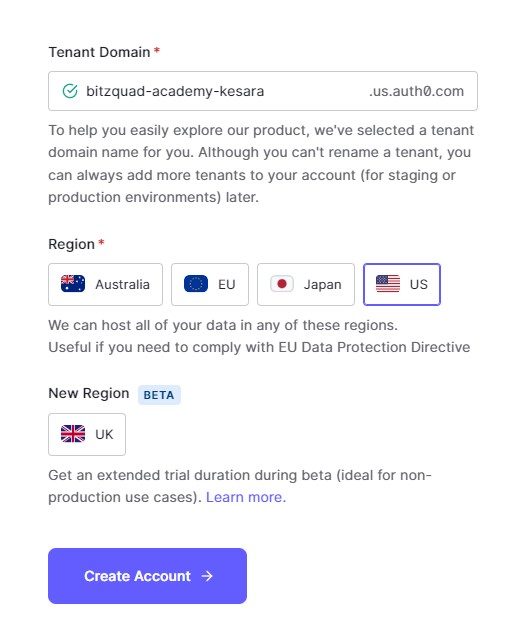 Tenant Domain *
bitzquad-academy-kesara .us.auth0.com
To help you easily explore our product, we've selected a tenant
domain name for you. Although you can't rename a tenant, you
can always add more tenants to your account (for staging or
production environments) later.
Region *
Australia EU Japan US
We can host all of your data in any of these regions.
Useful if you need to comply with EU Data Protection Directive
New Region BETA
UK
Get an extended trial duration during beta (ideal for non-
production use cases). Learn more.
Create Account →